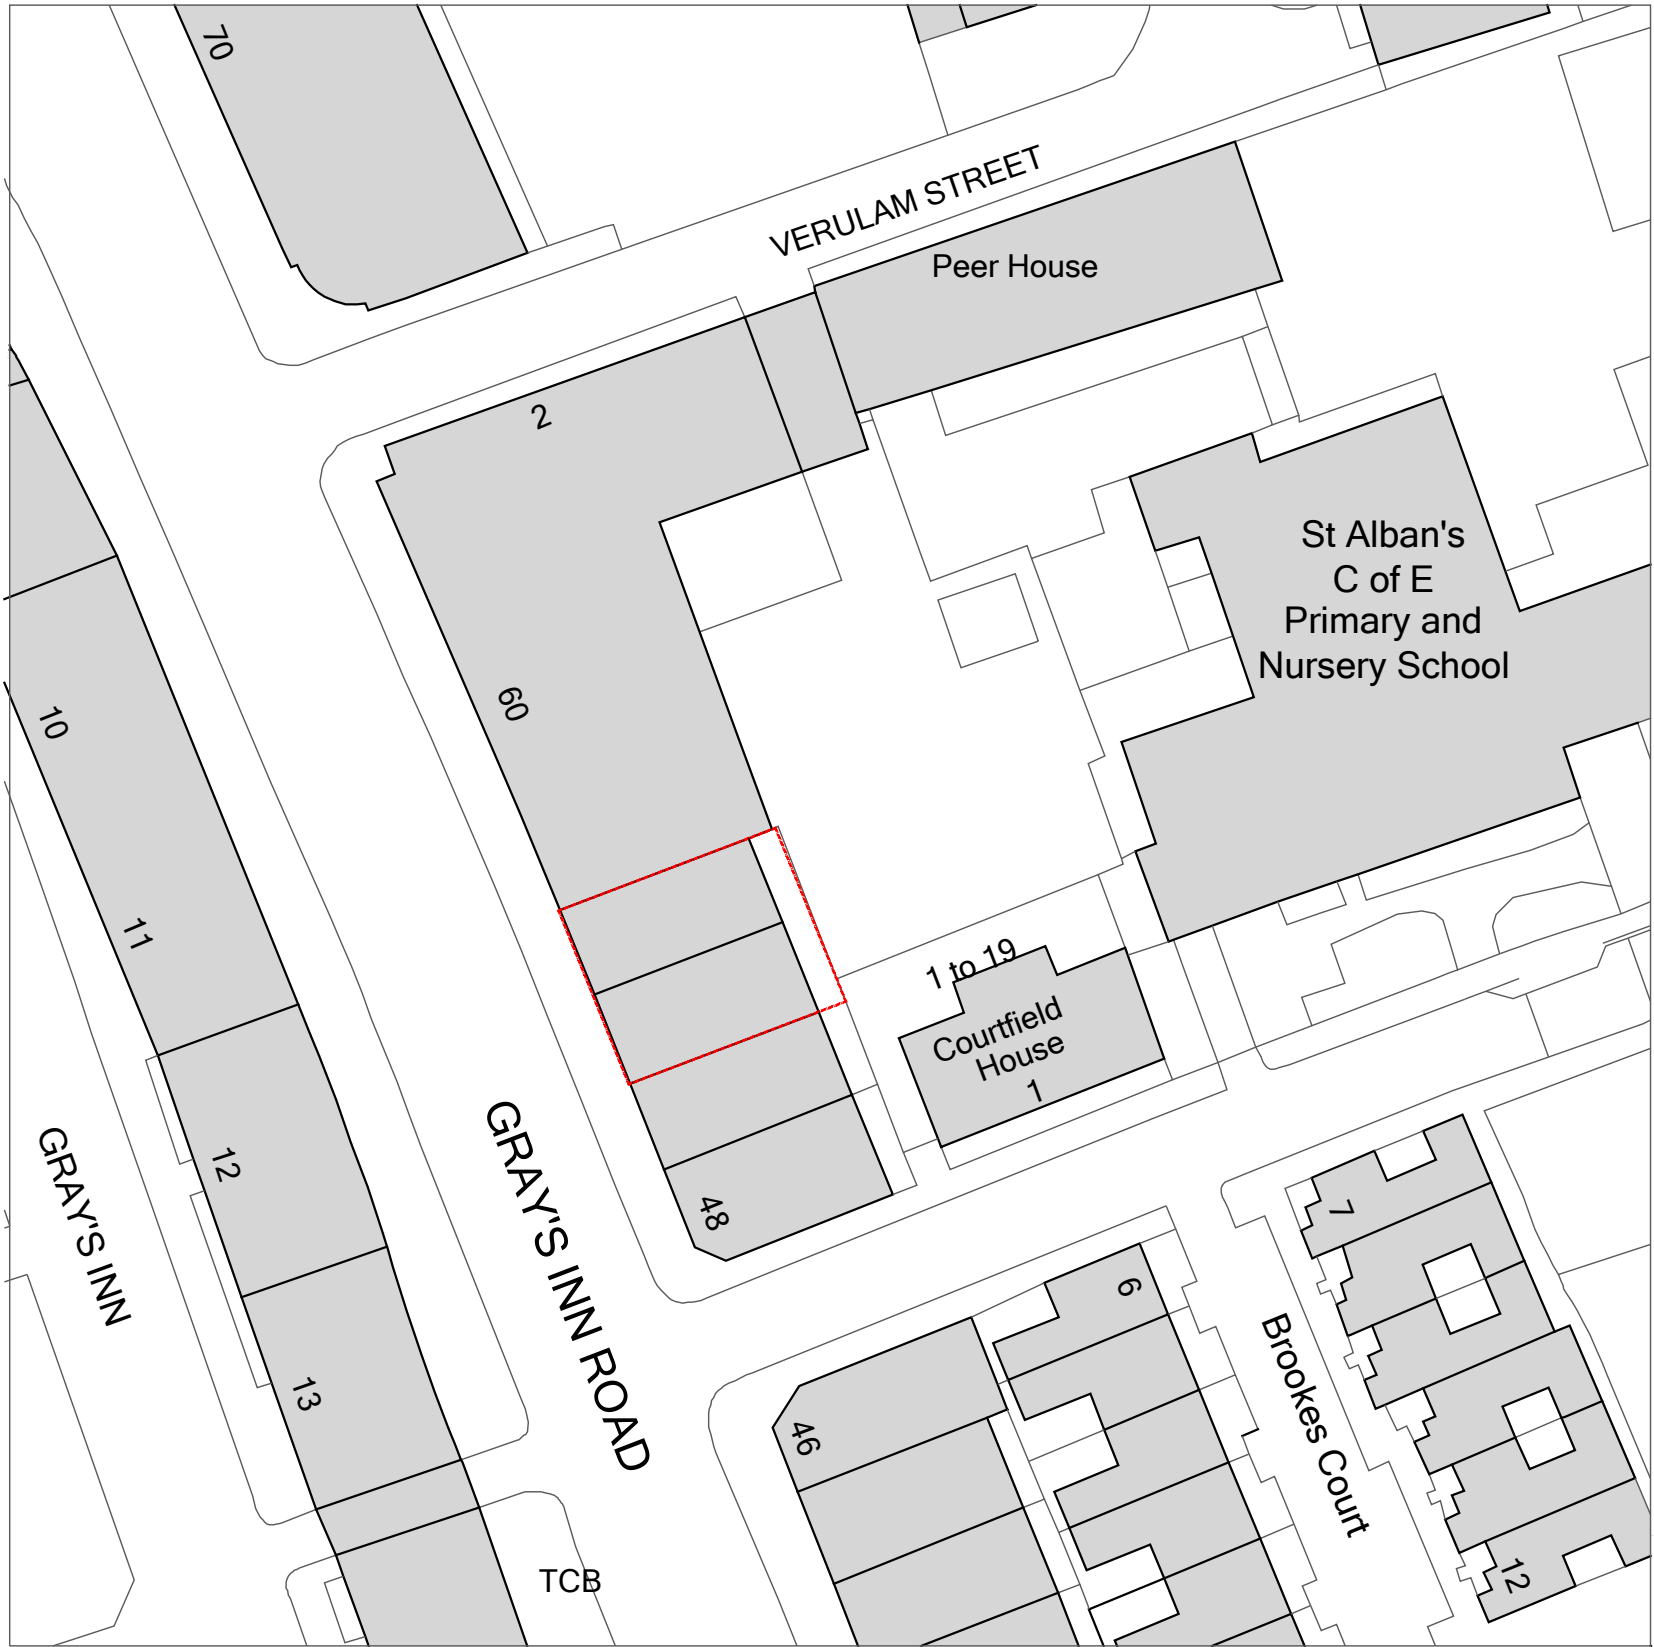 70
VERULAM STREET
Peer House
2
St Alban's
C of E
Primary and
Nursery School
60
10
11
1 to 19
Courtfield
House
1
GRAY'S INN
12
GRAY'S INN ROAD
48
7
6
Brookes Court
13
46
TCB
12